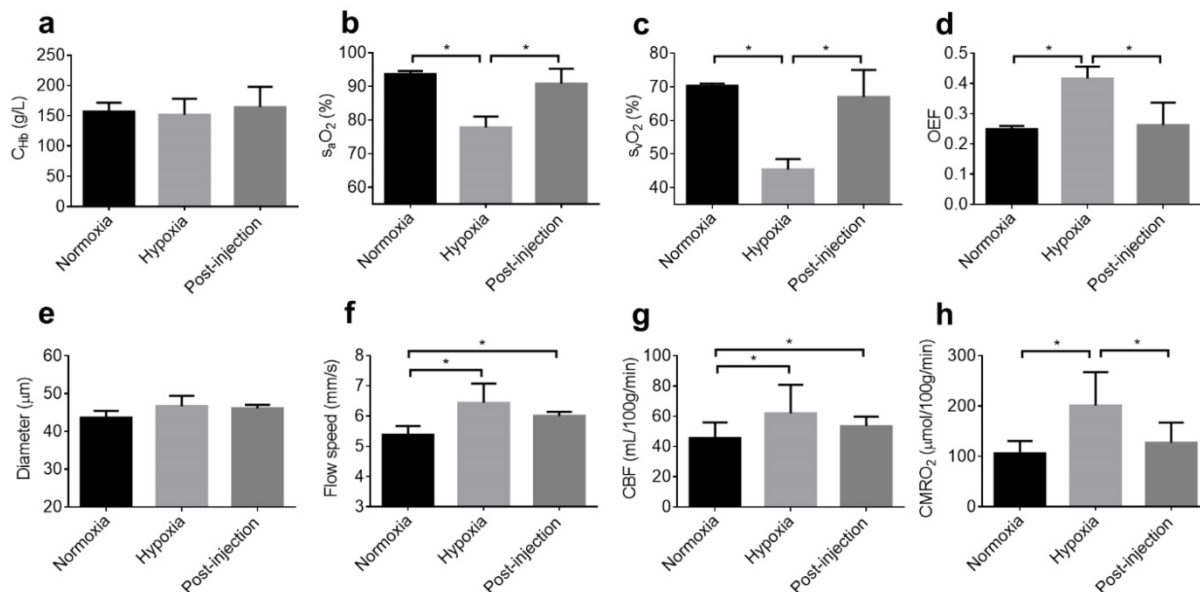 a
C_Hb (g/L)
250
200
150
100
50
0
Normoxia
Hypoxia
Post-injection
b
s_aO_2 (%)
100
90
80
70
60
*
*
Normoxia
Hypoxia
Post-injection
c
s_vO_2 (%)
80
70
60
50
40
*
*
Normoxia
Hypoxia
Post-injection
d
OEF
0.5
0.4
0.3
0.2
0.1
0.0
*
*
Normoxia
Hypoxia
Post-injection
e
Diameter (μm)
60
50
40
30
20
Normoxia
Hypoxia
Post-injection
f
Flow speed (mm/s)
8
7
6
5
4
3
*
*
Normoxia
Hypoxia
Post-injection
g
CBF (mL/100g/min)
100
80
60
40
20
0
*
*
Normoxia
Hypoxia
Post-injection
h
CMRO_2 (μmol/100g/min)
300
200
100
0
*
*
Normoxia
Hypoxia
Post-injection